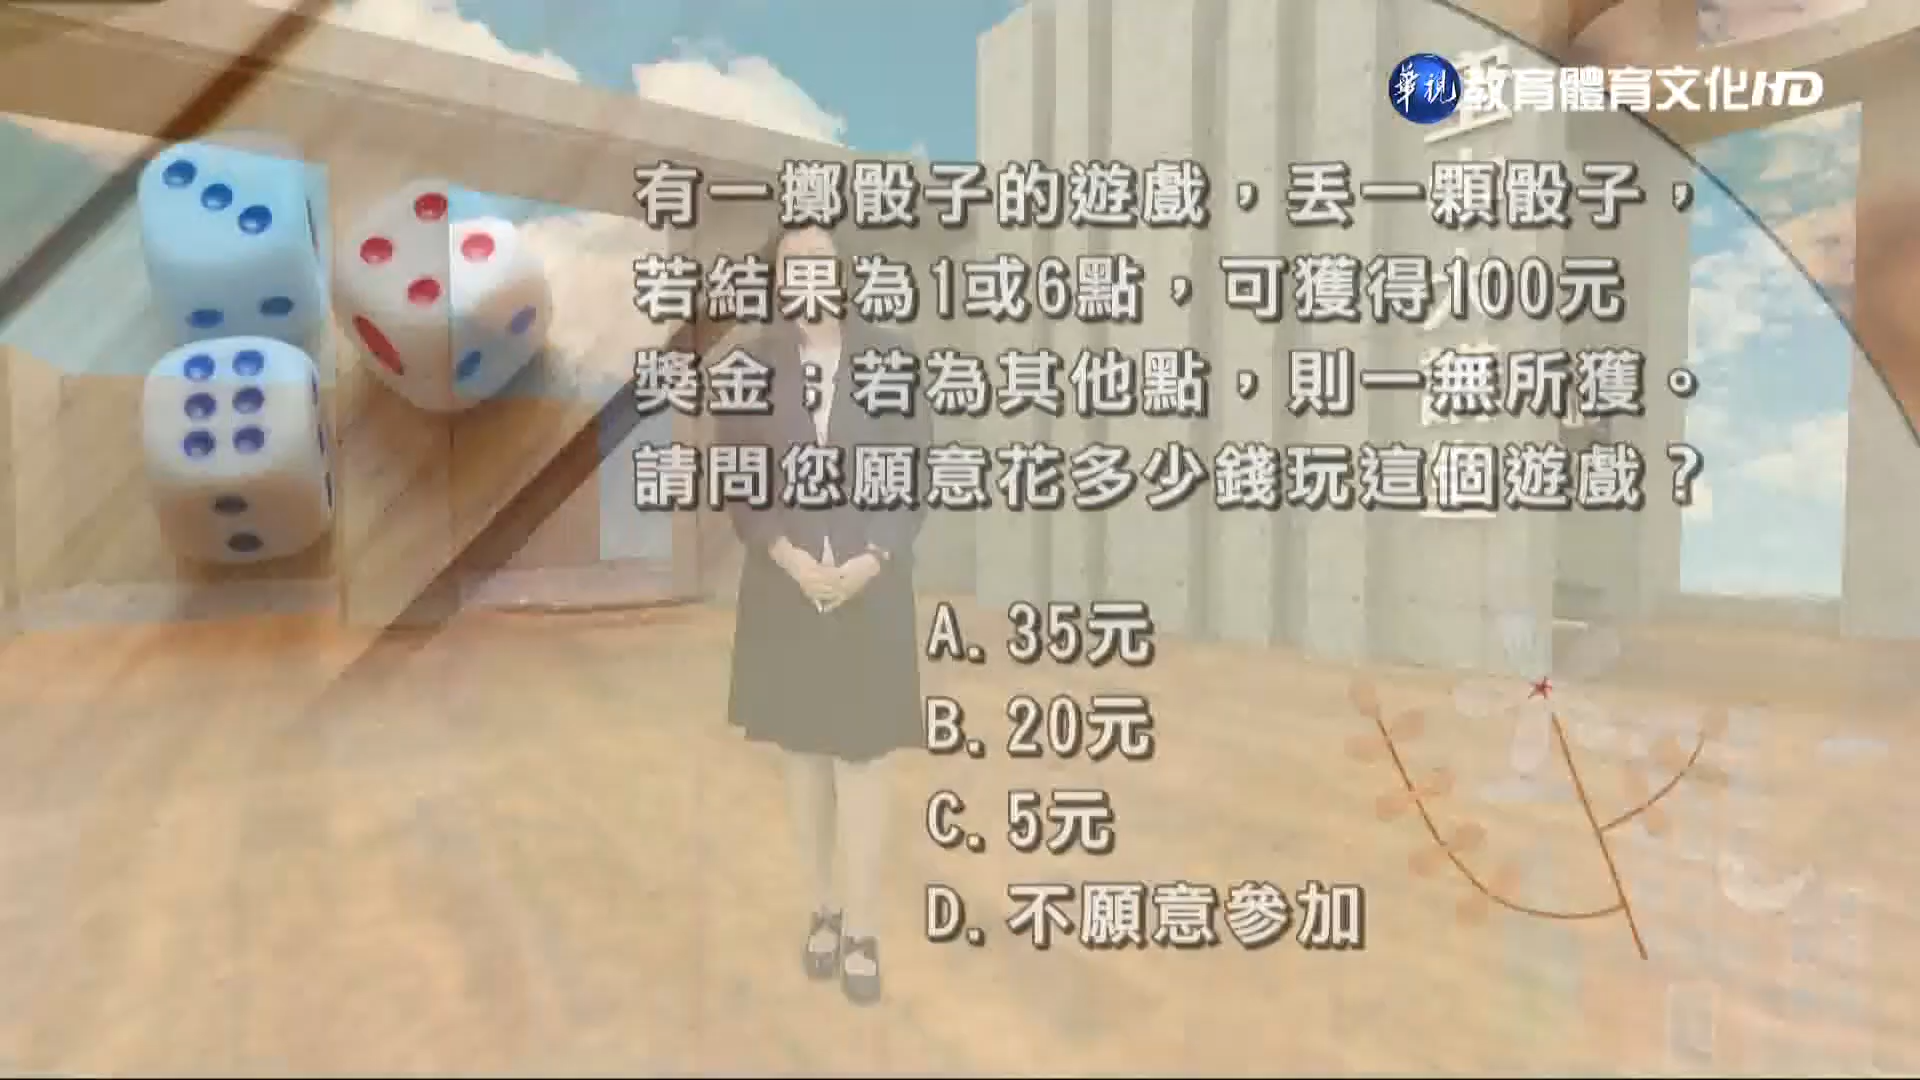 華視 教育體育文化HD
有一擲骰子的遊戲，丟一顆骰子，
若結果為1或6點，可獲得100元
獎金；若為其他點，則一無所獲。
請問您願意花多少錢玩這個遊戲？
A. 35元
B. 20元
C. 5元
D. 不願意參加